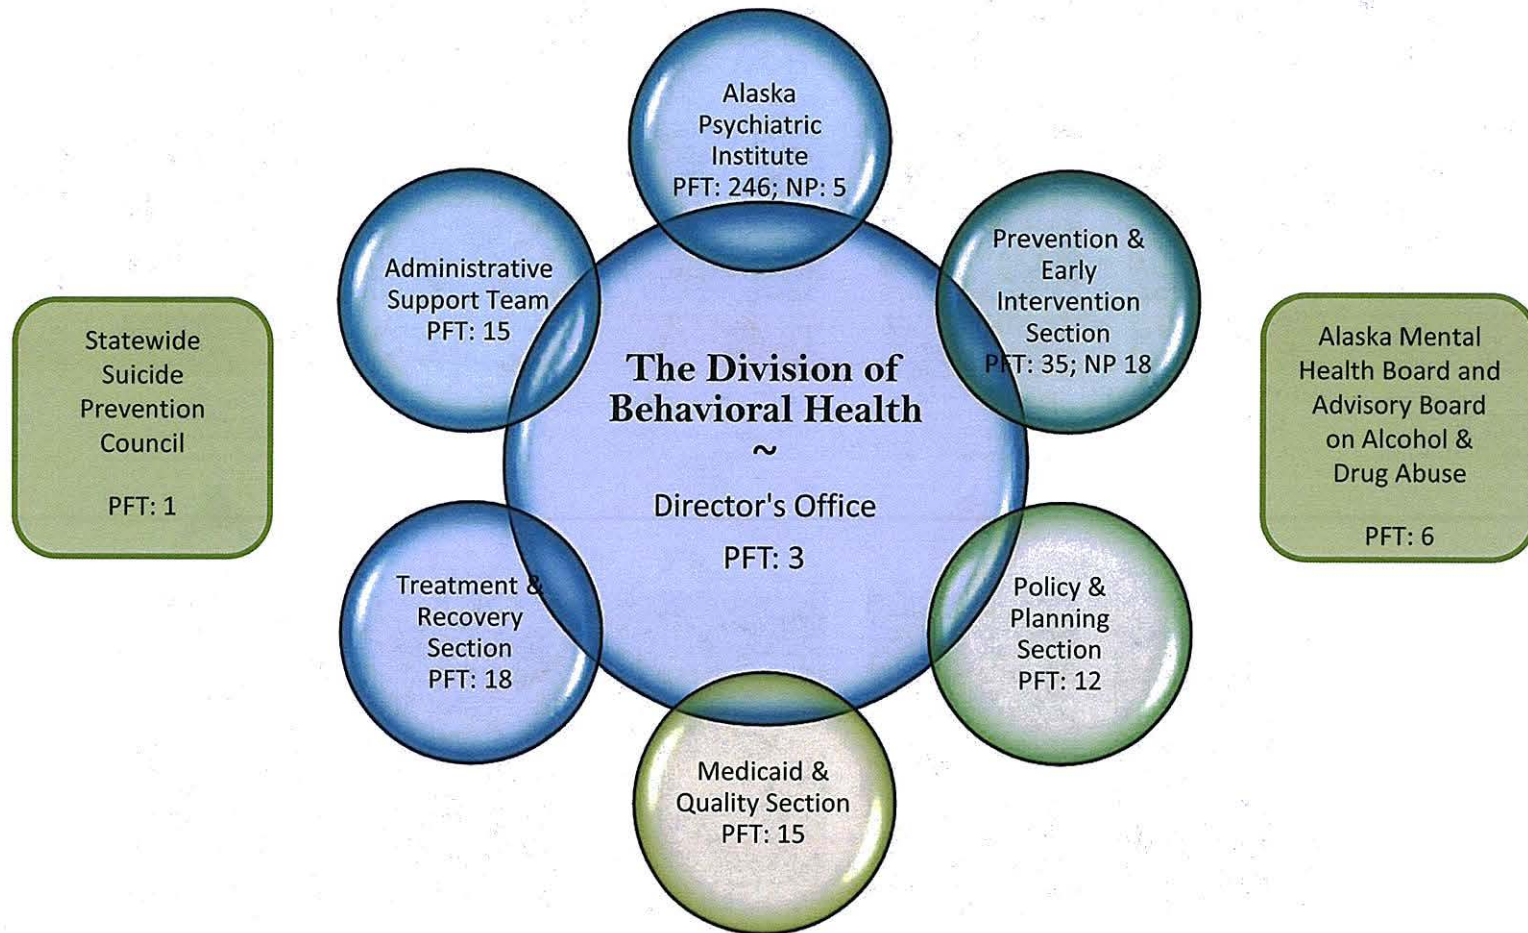 Alaska
Psychiatric
Institute
PFT: 246; NP: 5
Prevention &
Early
Intervention
Section
PFT: 35; NP 18
Administrative
Support Team
PFT: 15
Statewide
Suicide
Prevention
Council
PFT: 1
The Division of
Behavioral Health
~
Director's Office
PFT: 3
Alaska Mental
Health Board and
Advisory Board
on Alcohol &
Drug Abuse
PFT: 6
Treatment &
Recovery
Section
PFT: 18
Policy &
Planning
Section
PFT: 12
Medicaid &
Quality Section
PFT: 15